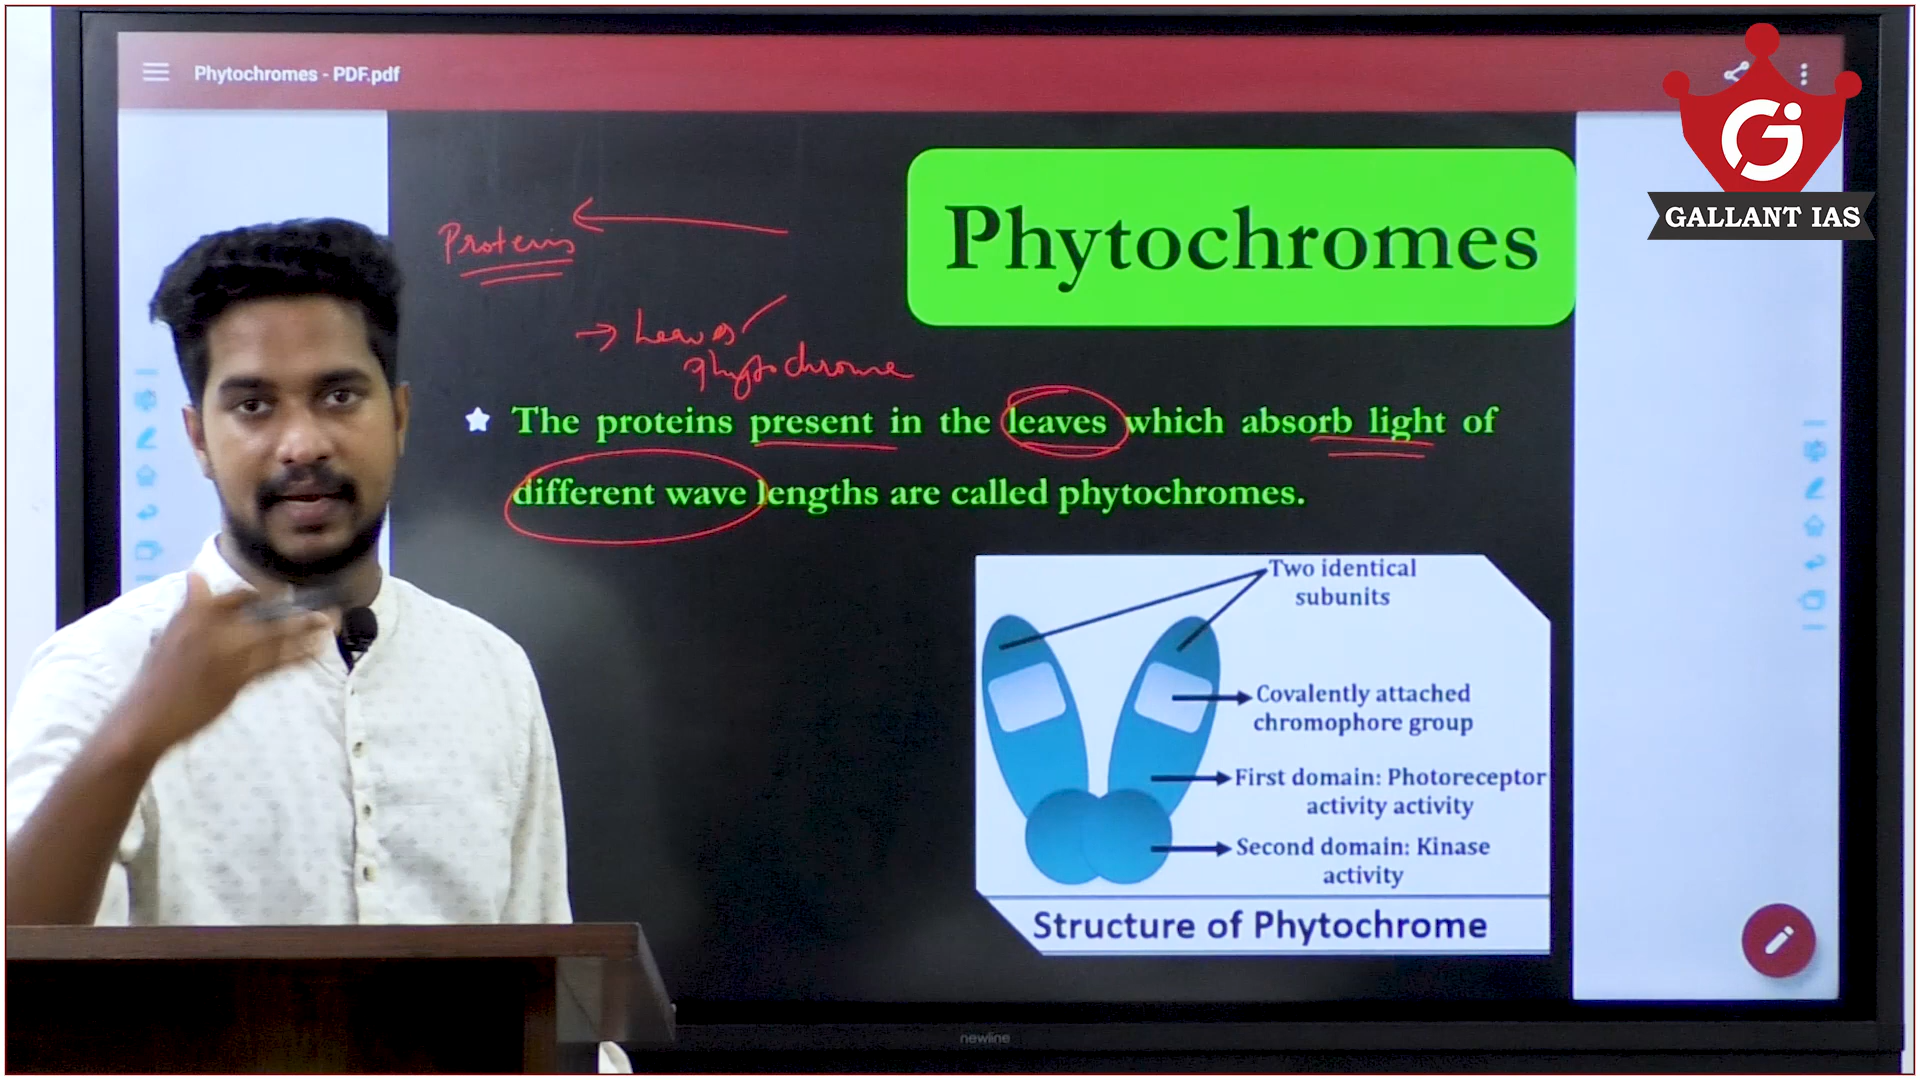 Phytochromes - PDF.pdf
GALLANT IAS
Phytochromes
Proteins
→ Leaves
phytochrome
The proteins present in the leaves which absorb light of
different wave lengths are called phytochromes.
Two identical
subunits
Covalently attached
chromophore group
First domain: Photoreceptor
activity activity
Second domain: Kinase
activity
Structure of Phytochrome
newline